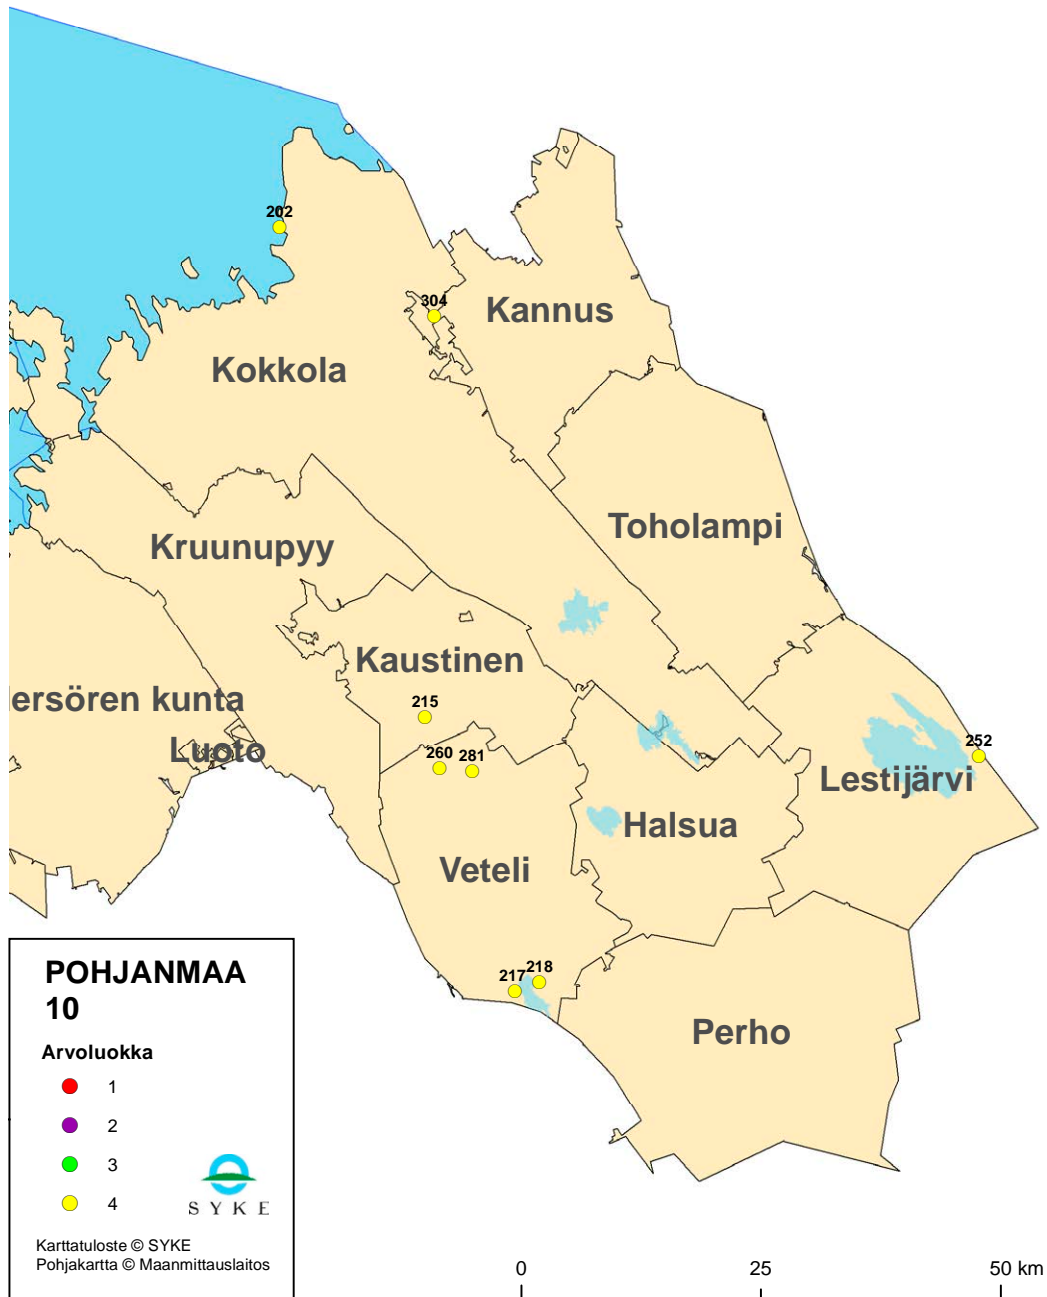 202
304
Kannus
Kokkola
Toholampi
Kruunupyy
Kaustinen
ersören kunta
215
Luoto
260
281
252
Lestijärvi
Halsua
Veteli
217
218
Perho
POHJANMAA
10
Arvoluokka
1
2
3
4
SYKE
Karttatuloste © SYKE
Pohjakartta © Maanmittauslaitos
0
25
50 km